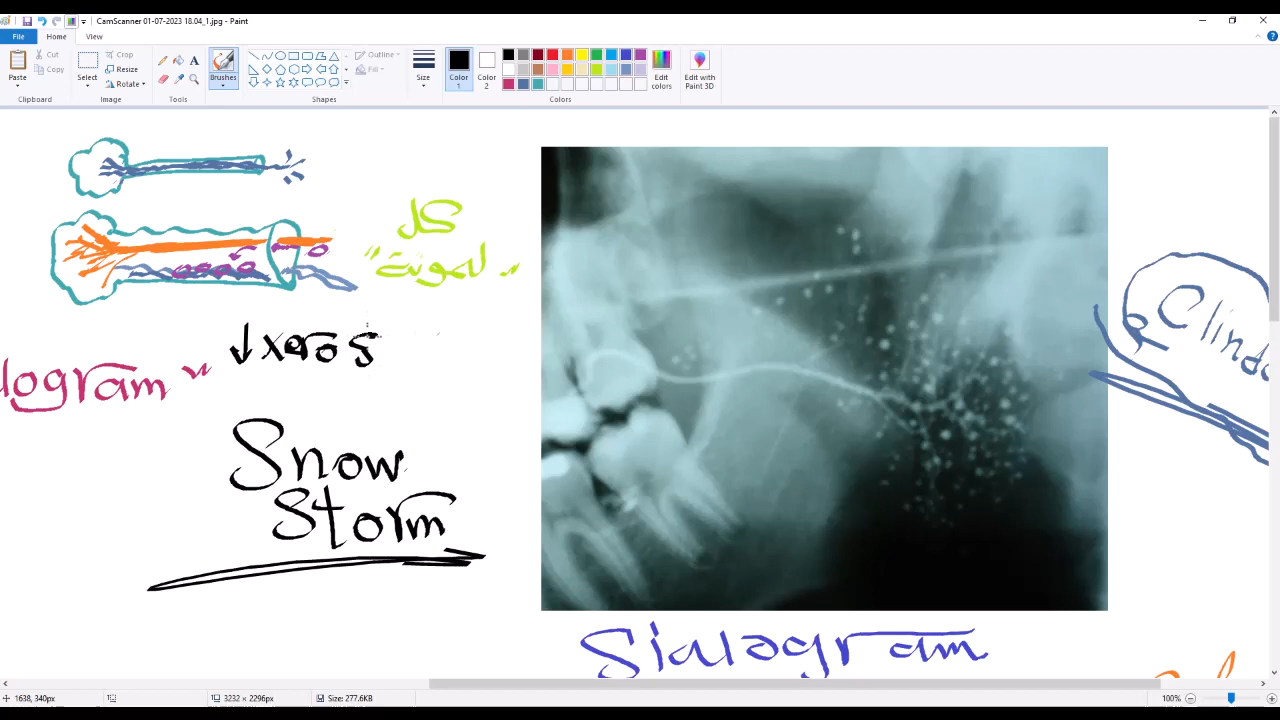 CamScanner 01-07-2023 18.04_1.jpg - Paint
File
Home
View
Paste
Cut
Copy
Clipboard
Select
Crop
Resize
Rotate
Image
Tools
Brushes
Shapes
Outline
Fill
Size
Color 1
Color 2
Colors
Edit colors
Edit with Paint 3D
كل
"لامونة"
logram "
Snow
Storm
Sialogram
Clind
1638, 340px
3232 × 2296px
Size: 277.6KB
100%